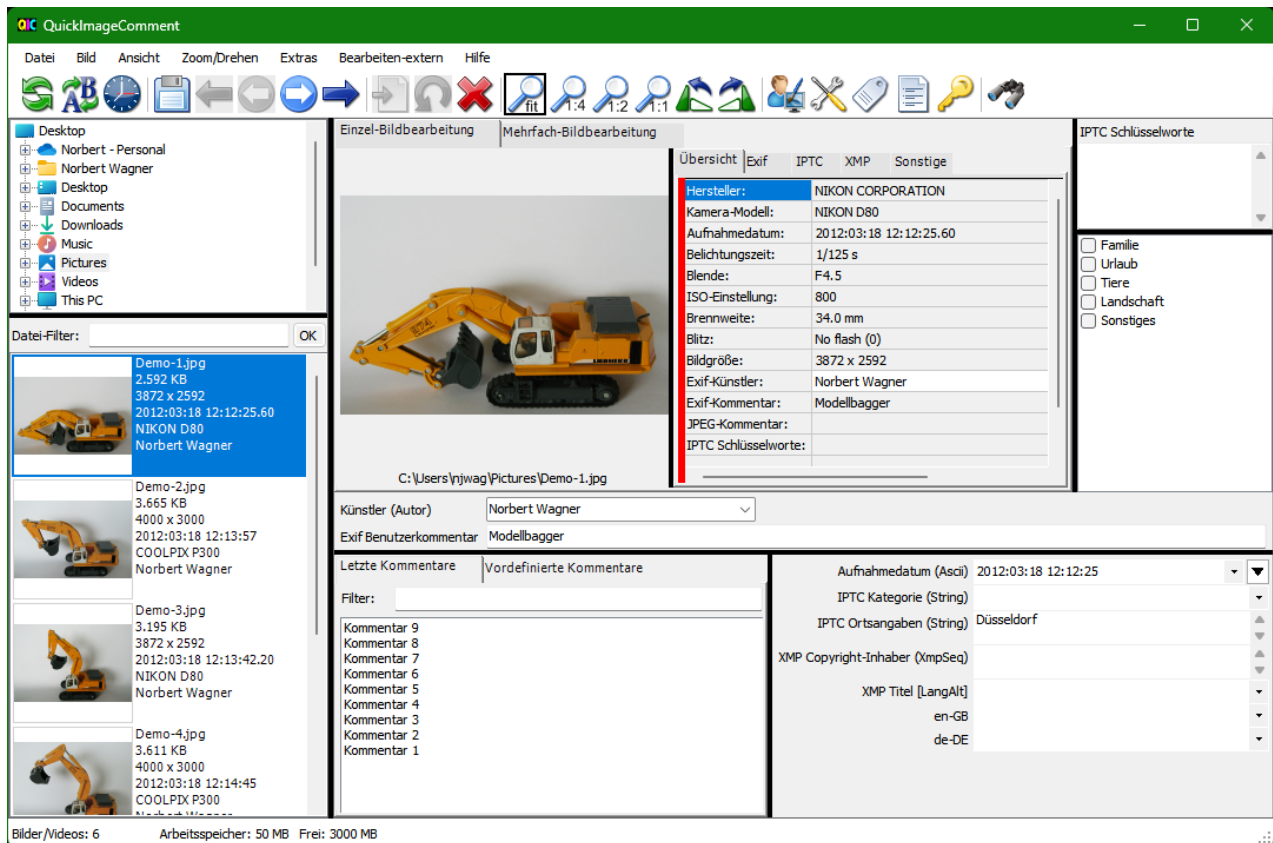 QIC QuickImageComment
Datei Bild Ansicht Zoom/Drehen Extras Bearbeiten-extern Hilfe
AB fit 1:4 1:2 1:1
Desktop
Norbert - Personal
Norbert Wagner
Desktop
Documents
Downloads
Music
Pictures
Videos
This PC
Datei-Filter: OK
Demo-1.jpg
2.592 KB
3872 x 2592
2012:03:18 12:12:25.60
NIKON D80
Norbert Wagner
Demo-2.jpg
3.665 KB
4000 x 3000
2012:03:18 12:13:57
COOLPIX P300
Norbert Wagner
Demo-3.jpg
3.195 KB
3872 x 2592
2012:03:18 12:13:42.20
NIKON D80
Norbert Wagner
Demo-4.jpg
3.611 KB
4000 x 3000
2012:03:18 12:14:45
COOLPIX P300
Norbert Wagner
Einzel-Bildbearbeitung Mehrfach-Bildbearbeitung
R974
LIEBHERR
C:\Users\njwag\Pictures\Demo-1.jpg
Übersicht Exif IPTC XMP Sonstige
Hersteller: NIKON CORPORATION
Kamera-Modell: NIKON D80
Aufnahmedatum: 2012:03:18 12:12:25.60
Belichtungszeit: 1/125 s
Blende: F4.5
ISO-Einstellung: 800
Brennweite: 34.0 mm
Blitz: No flash (0)
Bildgröße: 3872 x 2592
Exif-Künstler: Norbert Wagner
Exif-Kommentar: Modellbagger
JPEG-Kommentar:
IPTC Schlüsselworte:
IPTC Schlüsselworte
Familie
Urlaub
Tiere
Landschaft
Sonstiges
Künstler (Autor) Norbert Wagner
Exif Benutzerkommentar Modellbagger
Letzte Kommentare Vordefinierte Kommentare
Filter:
Kommentar 9
Kommentar 8
Kommentar 7
Kommentar 6
Kommentar 5
Kommentar 4
Kommentar 3
Kommentar 2
Kommentar 1
Aufnahmedatum (Ascii) 2012:03:18 12:12:25
IPTC Kategorie (String)
IPTC Ortsangaben (String) Düsseldorf
XMP Copyright-Inhaber (XmpSeq)
XMP Titel [LangAlt]
en-GB
de-DE
Bilder/Videos: 6 Arbeitsspeicher: 50 MB Frei: 3000 MB